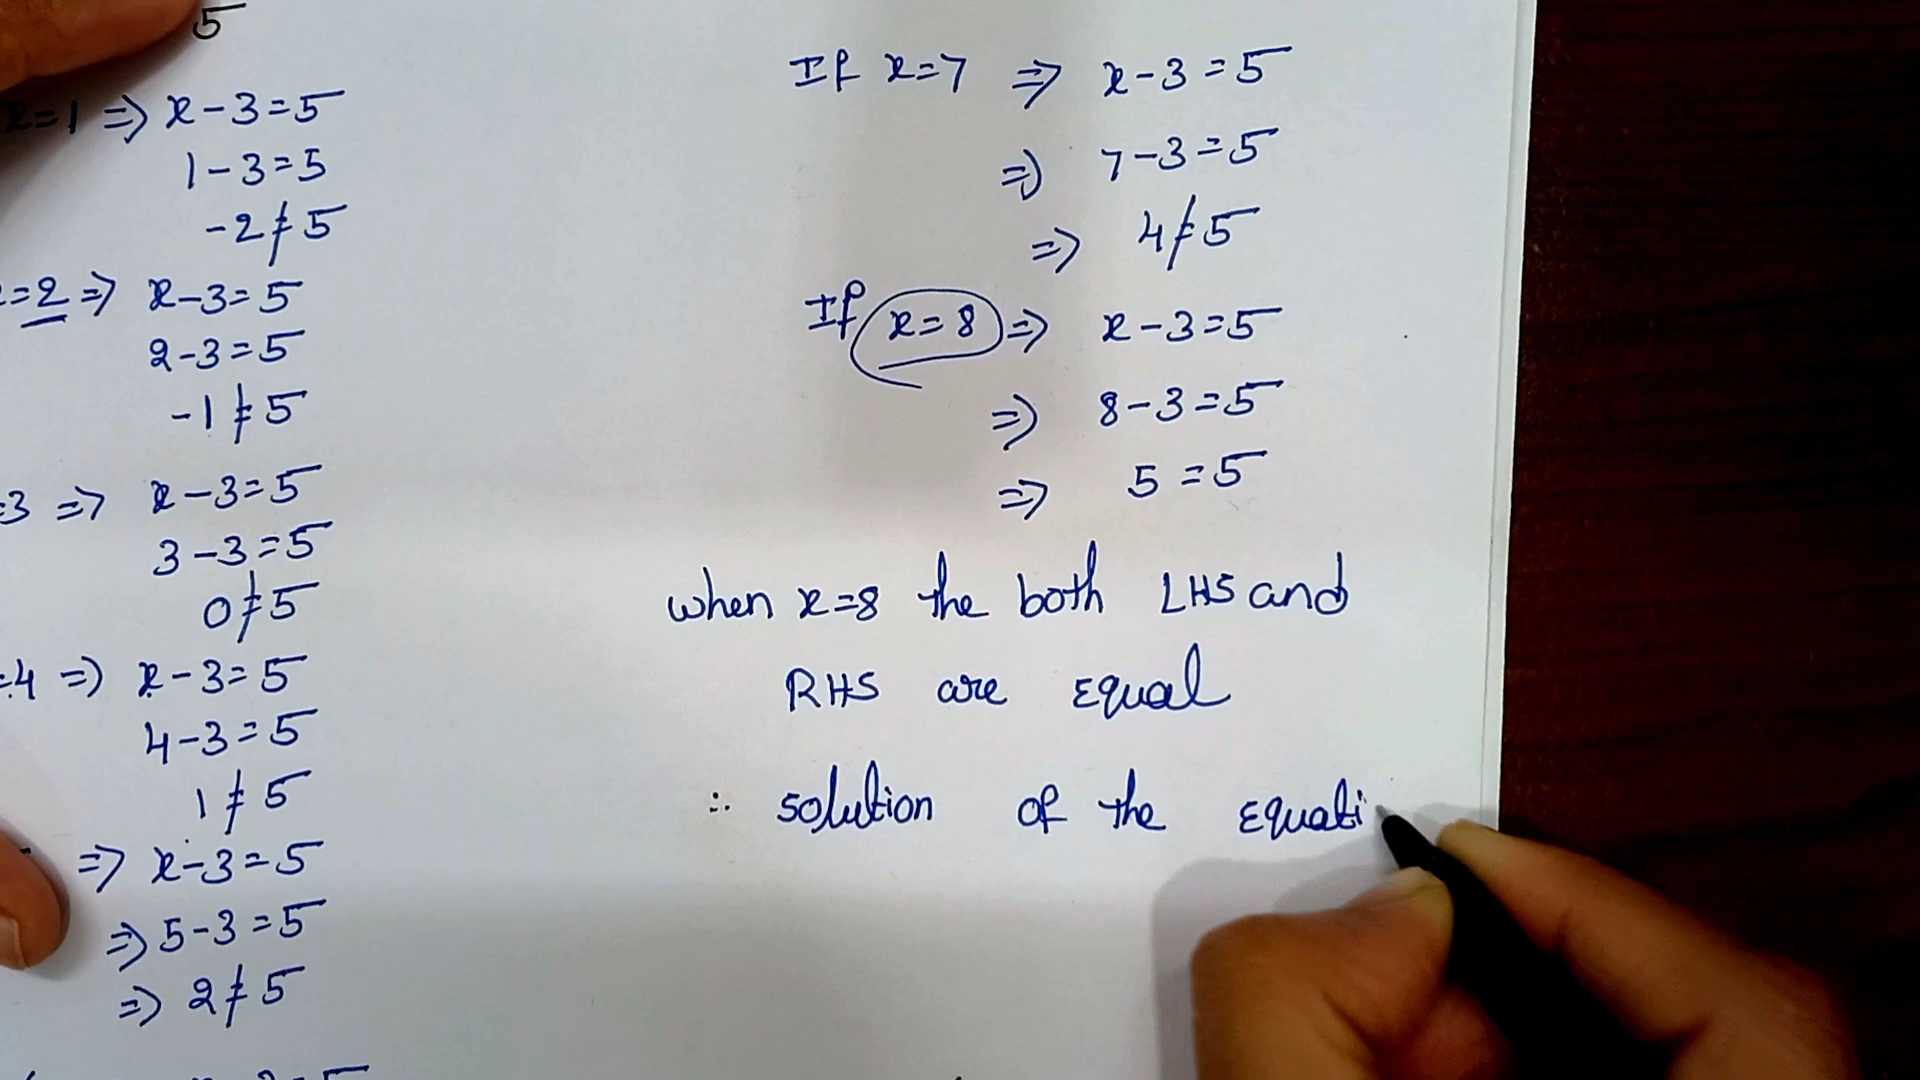 5
x=1 => x-3=5
1-3=5
-2≠5
=2 => x-3=5
2-3=5
-1≠5
=3 => x-3=5
3-3=5
0≠5
=4 => x-3=5
4-3=5
1≠5
=> x-3=5
=> 5-3=5
=> 2≠5
If x=7 => x-3=5
=> 7-3=5
=> 4≠5
If x=8 => x-3=5
=> 8-3=5
=> 5=5
when x=8 the both LHS and
RHS are Equal
∴ solution of the Equati